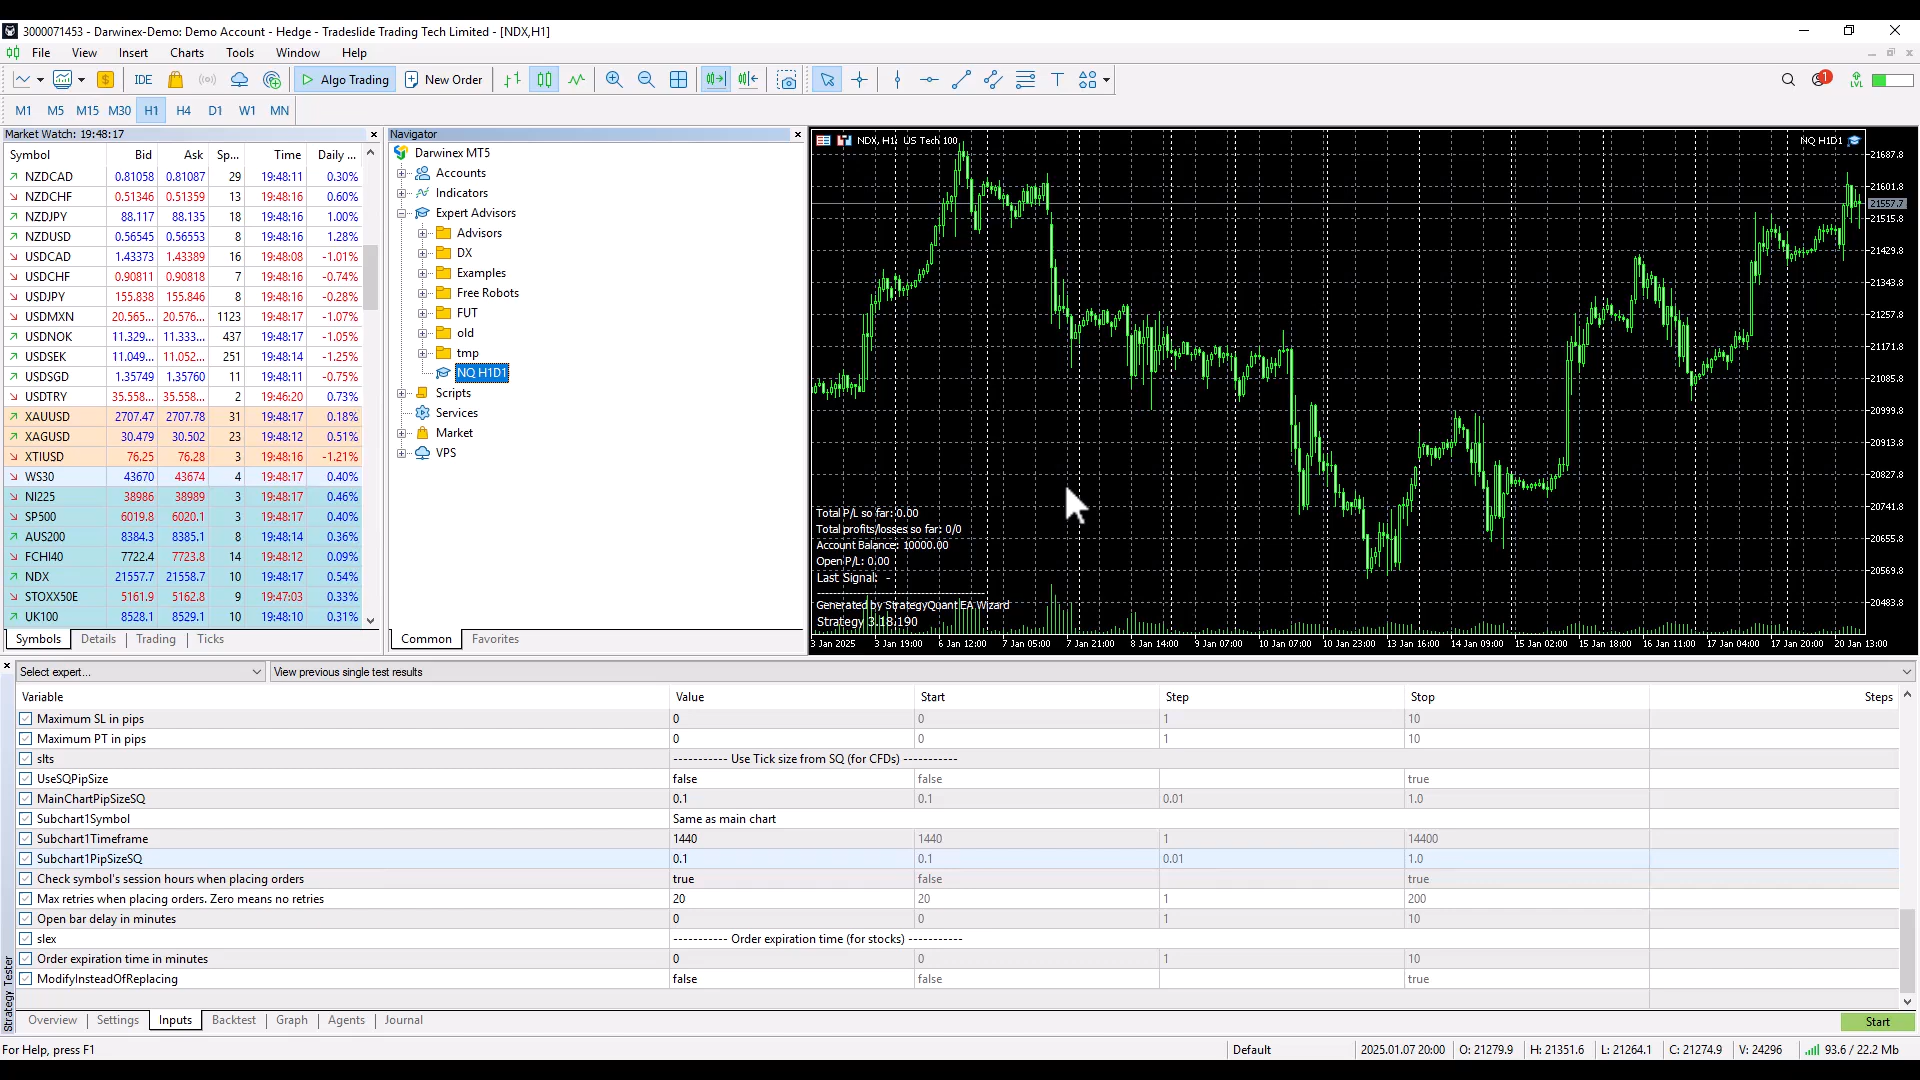 3000071453 - Darwinex-Demo: Demo Account - Hedge - Tradeslide Trading Tech Limited - [NDX,H1]
File View Insert Charts Tools Window Help
IDE Algo Trading New Order 1 LVL
M1 M5 M15 M30 H1 H4 D1 W1 MN
Market Watch: 19:48:17
Symbol Bid Ask Sp... Time Daily ...
NZDCAD 0.81058 0.81087 29 19:48:11 0.30%
NZDCHF 0.51346 0.51359 13 19:48:16 0.60%
NZDJPY 88.117 88.135 18 19:48:16 1.00%
NZDUSD 0.56545 0.56553 8 19:48:16 1.28%
USDCAD 1.43373 1.43389 16 19:48:08 -1.01%
USDCHF 0.90811 0.90818 7 19:48:16 -0.74%
USDJPY 155.838 155.846 8 19:48:16 -0.28%
USDMXN 20.565... 20.576... 1123 19:48:17 -1.07%
USDNOK 11.329... 11.333... 437 19:48:17 -1.05%
USDSEK 11.049... 11.052... 251 19:48:14 -1.25%
USDSGD 1.35749 1.35760 11 19:48:11 -0.75%
USDTRY 35.558... 35.558... 2 19:46:20 0.73%
XAUUSD 2707.47 2707.78 31 19:48:17 0.18%
XAGUSD 30.479 30.502 23 19:48:12 0.51%
XTIUSD 76.25 76.28 3 19:48:16 -1.21%
WS30 43670 43674 4 19:48:17 0.40%
NI225 38986 38989 3 19:48:17 0.46%
SP500 6019.8 6020.1 3 19:48:17 0.40%
AUS200 8384.3 8385.1 8 19:48:14 0.36%
FCHI40 7722.4 7723.8 14 19:48:12 0.09%
NDX 21557.7 21558.7 10 19:48:17 0.54%
STOXX50E 5161.9 5162.8 9 19:47:03 0.33%
UK100 8528.1 8529.1 10 19:48:10 0.31%
Symbols Details Trading Ticks
Navigator
Darwinex MT5
Accounts
Indicators
Expert Advisors
Advisors
DX
Examples
Free Robots
FUT
old
tmp
NQ H1D1
Scripts
Services
Market
VPS
Common Favorites
NDX, H1: US Tech 100
NQ H1D1
21687.8
21601.8
21557.7
21515.8
21429.8
21343.8
21257.8
21171.8
21085.8
20999.8
20913.8
20827.8
20741.8
20655.8
20569.8
20483.8
Total P/L so far: 0.00
Total profits/losses so far: 0/0
Account Balance: 10000.00
Open P/L: 0.00
Last Signal: -
Generated by StrategyQuant EA Wizard
Strategy 3.18.190
3 Jan 2025 3 Jan 19:00 6 Jan 12:00 7 Jan 05:00 7 Jan 21:00 8 Jan 14:00 9 Jan 07:00 10 Jan 07:00 10 Jan 23:00 13 Jan 16:00 14 Jan 09:00 15 Jan 02:00 15 Jan 18:00 16 Jan 11:00 17 Jan 04:00 17 Jan 20:00 20 Jan 13:00
Select expert... View previous single test results
Variable Value Start Step Stop Steps
Maximum SL in pips 0 0 1 10
Maximum PT in pips 0 0 1 10
slts ----------- Use Tick size from SQ (for CFDs) -----------
UseSQPipSize false false true
MainChartPipSizeSQ 0.1 0.1 0.01 1.0
Subchart1Symbol Same as main chart
Subchart1Timeframe 1440 1440 1 14400
Subchart1PipSizeSQ 0.1 0.1 0.01 1.0
Check symbol's session hours when placing orders true false true
Max retries when placing orders. Zero means no retries 20 20 1 200
Open bar delay in minutes 0 0 1 10
slex ----------- Order expiration time (for stocks) -----------
Order expiration time in minutes 0 0 1 10
ModifyInsteadOfReplacing false false true
Strategy Tester
Overview Settings Inputs Backtest Graph Agents Journal Start
For Help, press F1 Default 2025.01.07 20:00 O: 21279.9 H: 21351.6 L: 21264.1 C: 21274.9 V: 24296 93.6 / 22.2 Mb